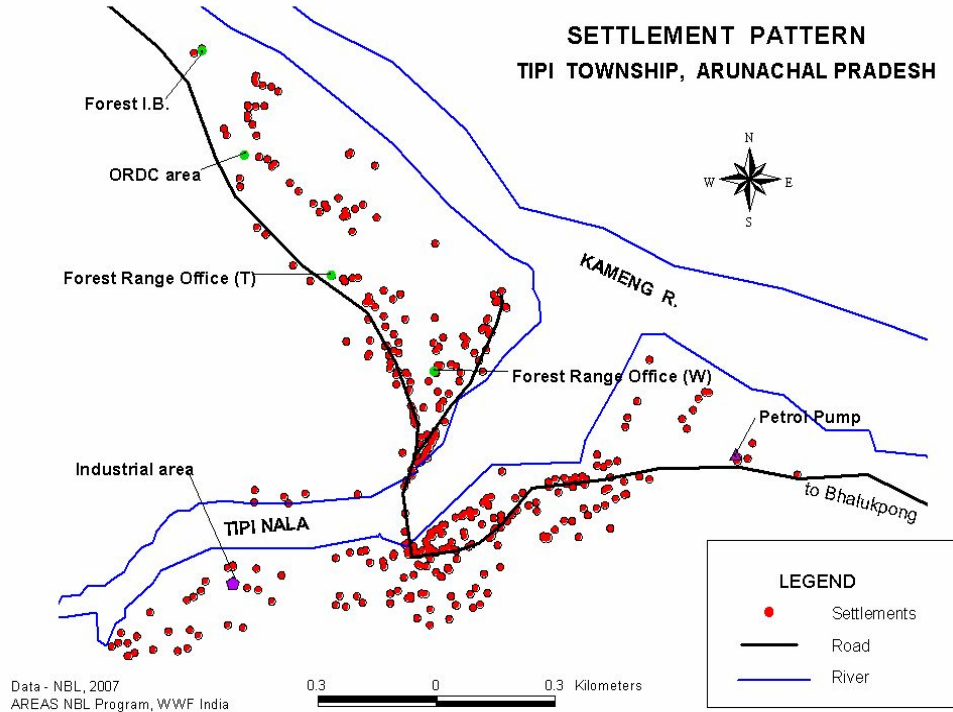 SETTLEMENT PATTERN
TIPI TOWNSHIP, ARUNACHAL PRADESH
Forest I.B.
N
ORDC area
W
E
S
KAMENG R.
Forest Range Office (T)
Forest Range Office (W)
Petrol Pump
Industrial area
to Bhalukpong
TIPI NALA
LEGEND
Settlements
Road
River
Data - NBL, 2007
AREAS NBL Program, WWF India
0.3 0 0.3 Kilometers